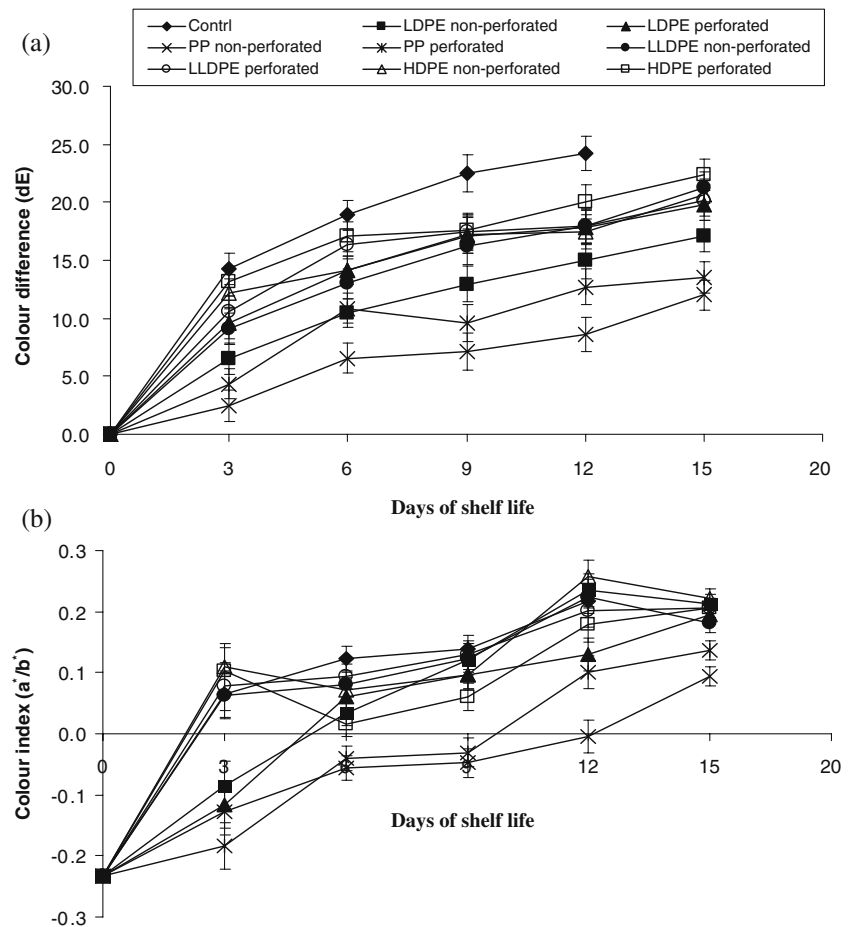 (a)
Contrl LDPE non-perforated LDPE perforated
PP non-perforated PP perforated LLDPE non-perforated
LLDPE perforated HDPE non-perforated HDPE perforated
30.0
25.0
20.0
15.0
10.0
5.0
0.0
Colour difference (dE)
0 3 6 9 12 15 20
Days of shelf life
(b)
0.3
0.2
0.1
0.0
-0.1
-0.2
-0.3
Colour index (a*/b*)
0 3 6 9 12 15 20
Days of shelf life